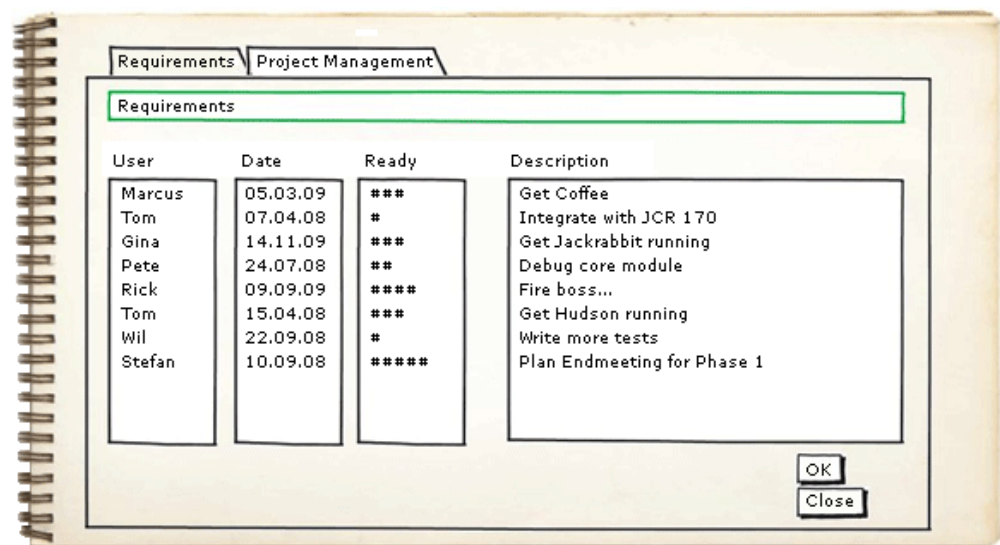 Requirements Project Management
Requirements
User Date Ready Description
Marcus 05.03.09 ### Get Coffee
Tom 07.04.08 # Integrate with JCR 170
Gina 14.11.09 ### Get Jackrabbit running
Pete 24.07.08 ## Debug core module
Rick 09.09.09 #### Fire boss...
Tom 15.04.08 ### Get Hudson running
Wil 22.09.08 # Write more tests
Stefan 10.09.08 ##### Plan Endmeeting for Phase 1
OK
Close